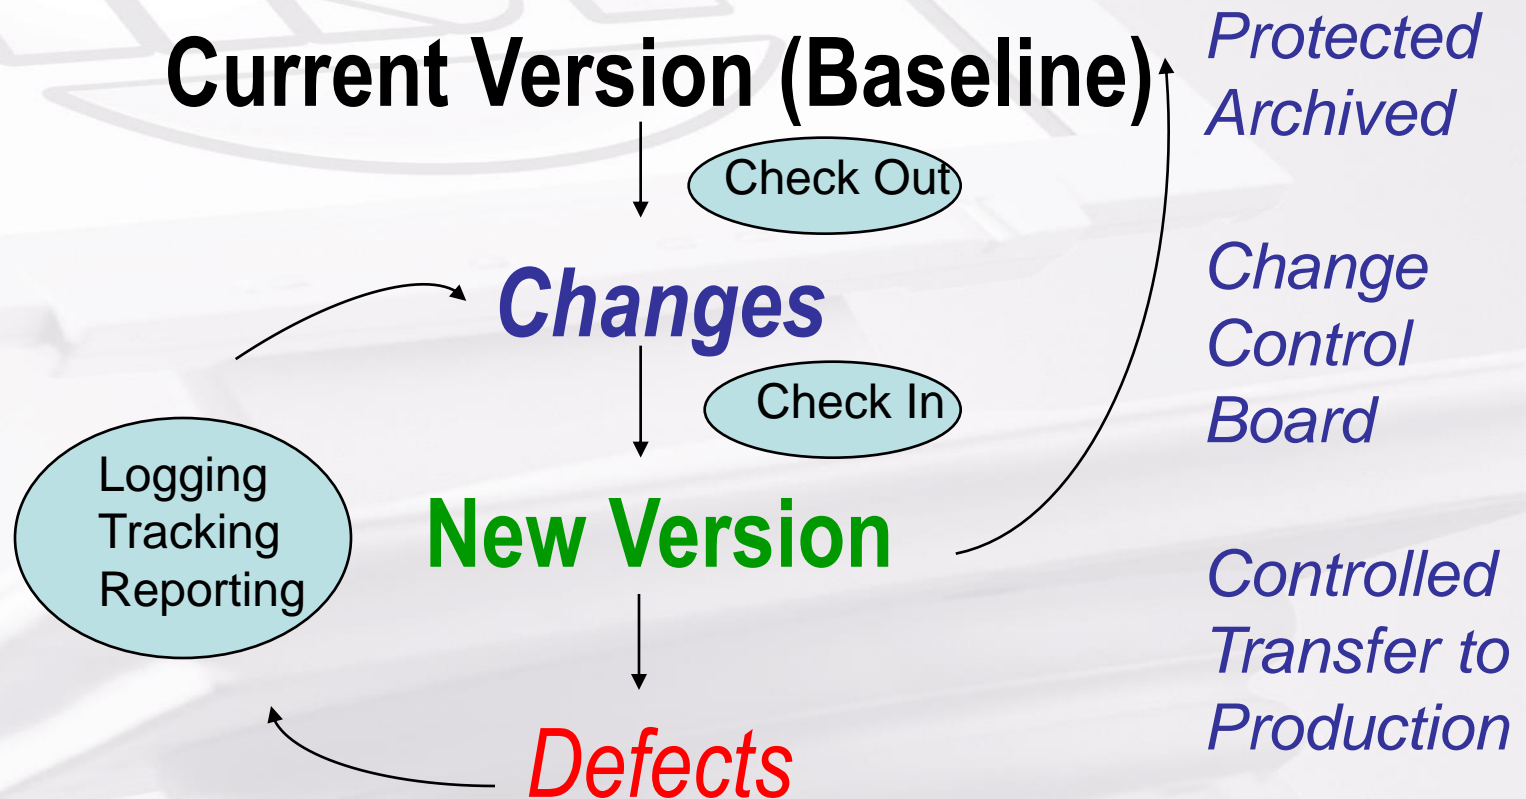 Current Version (Baseline)
Protected
Archived
Check Out
Changes
Change
Control
Board
Check In
Logging
Tracking
Reporting
New Version
Controlled
Transfer to
Production
Defects